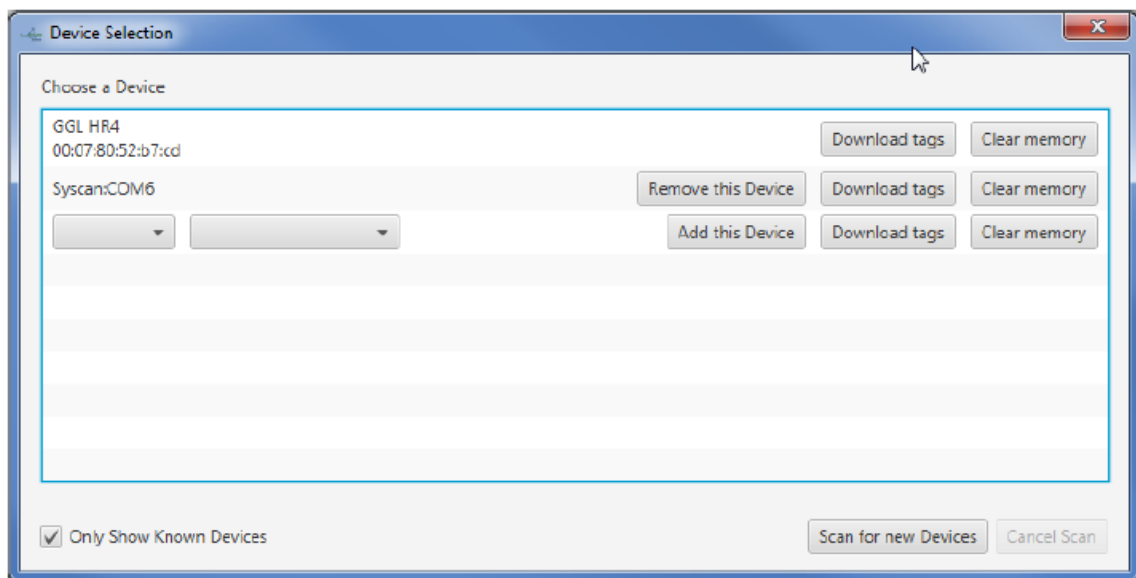 Device Selection
Choose a Device
GGL HR4
00:07:80:52:b7:cd
Download tags Clear memory
Syscan:COM6 Remove this Device Download tags Clear memory
Add this Device Download tags Clear memory
Only Show Known Devices Scan for new Devices Cancel Scan